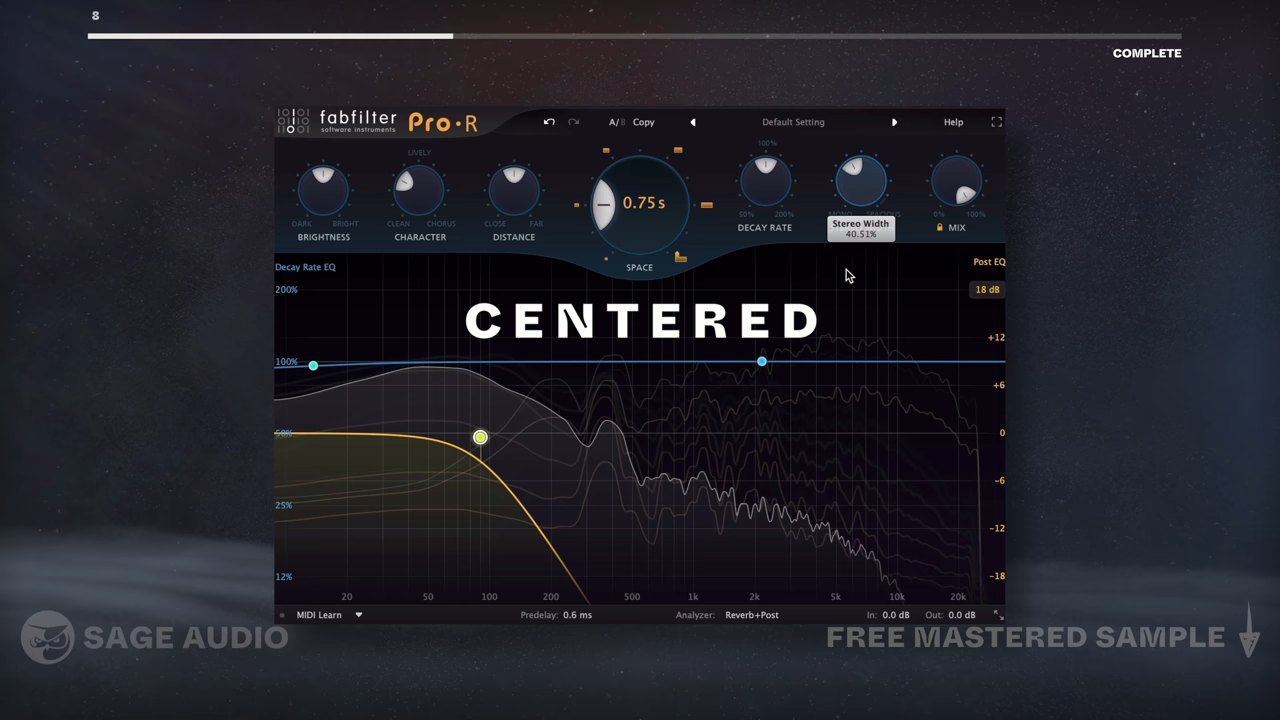 8
COMPLETE
fabfilter
software instruments
Pro·R
A/B Copy
Default Setting
Help
LIVELY
100%
0.75 s
DARK BRIGHT
CLEAN CHORUS
CLOSE FAR
50% 200%
MONO SPACIOUS
0% 100%
BRIGHTNESS
CHARACTER
DISTANCE
SPACE
DECAY RATE
Stereo Width
40.51%
MIX
Decay Rate EQ
Post EQ
200%
18 dB
CENTERED
+12
100%
+6
50%
0
-6
25%
-12
12%
-18
20 50 100 200 500 1k 2k 5k 10k 20k
MIDI Learn
Predelay: 0.6 ms
Analyzer: Reverb+Post
In: 0.0 dB
Out: 0.0 dB
SAGE AUDIO
FREE MASTERED SAMPLE